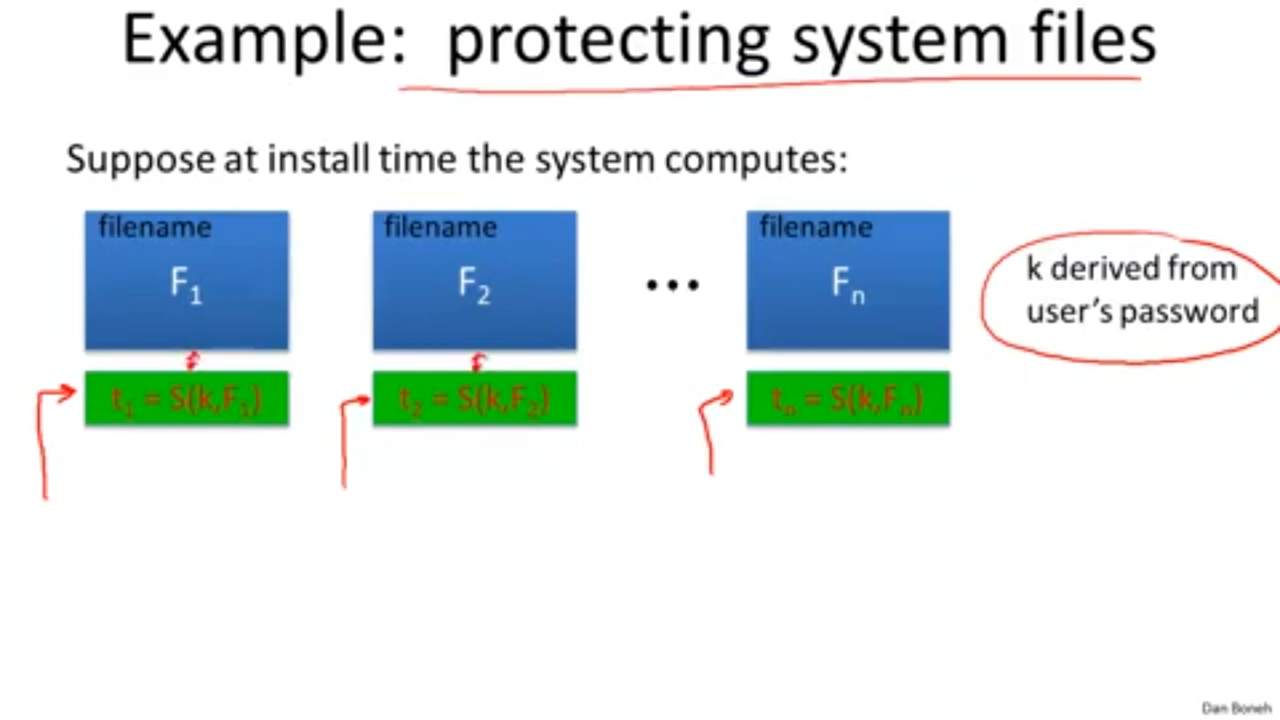 Example: protecting system files
Suppose at install time the system computes:
filename filename filename
F1 F2 ... Fn
k derived from
user's password
t1 = S(k,F1) t2 = S(k,F2) tn = S(k,Fn)
Dan Boneh